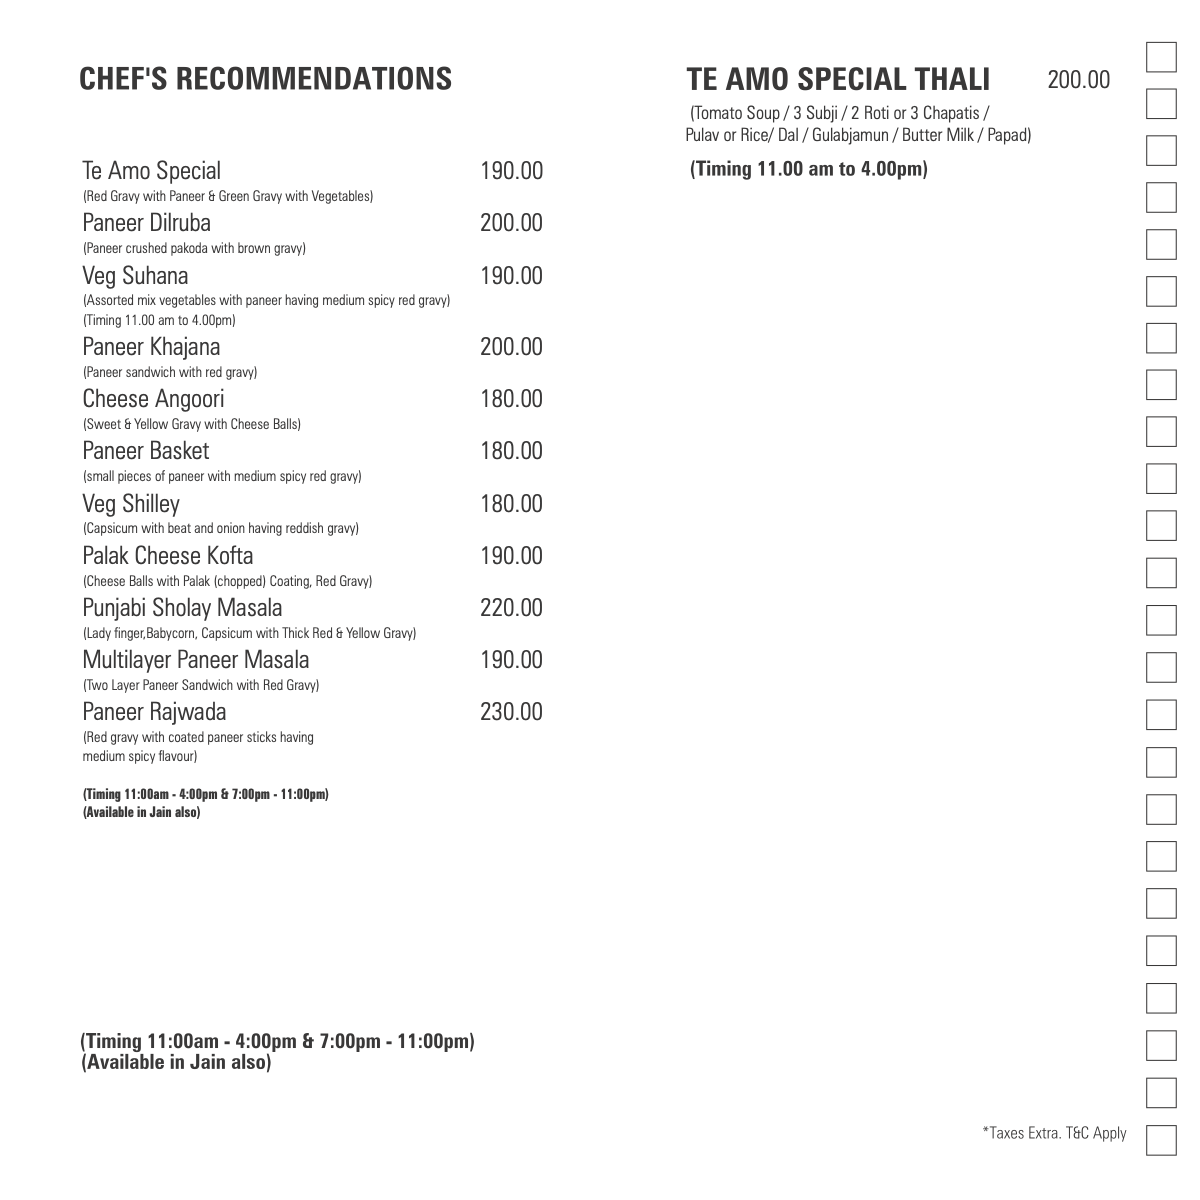 CHEF'S RECOMMENDATIONS
Te Amo Special 190.00
(Red Gravy with Paneer & Green Gravy with Vegetables)
Paneer Dilruba 200.00
(Paneer crushed pakoda with brown gravy)
Veg Suhana 190.00
(Assorted mix vegetables with paneer having medium spicy red gravy)
(Timing 11.00 am to 4.00pm)
Paneer Khajana 200.00
(Paneer sandwich with red gravy)
Cheese Angoori 180.00
(Sweet & Yellow Gravy with Cheese Balls)
Paneer Basket 180.00
(small pieces of paneer with medium spicy red gravy)
Veg Shilley 180.00
(Capsicum with beat and onion having reddish gravy)
Palak Cheese Kofta 190.00
(Cheese Balls with Palak (chopped) Coating, Red Gravy)
Punjabi Sholay Masala 220.00
(Lady finger,Babycorn, Capsicum with Thick Red & Yellow Gravy)
Multilayer Paneer Masala 190.00
(Two Layer Paneer Sandwich with Red Gravy)
Paneer Rajwada 230.00
(Red gravy with coated paneer sticks having
medium spicy flavour)
(Timing 11:00am - 4:00pm & 7:00pm - 11:00pm)
(Available in Jain also)
(Timing 11:00am - 4:00pm & 7:00pm - 11:00pm)
(Available in Jain also)
TE AMO SPECIAL THALI 200.00
(Tomato Soup / 3 Subji / 2 Roti or 3 Chapatis /
Pulav or Rice/ Dal / Gulabjamun / Butter Milk / Papad)
(Timing 11.00 am to 4.00pm)
*Taxes Extra. T&C Apply